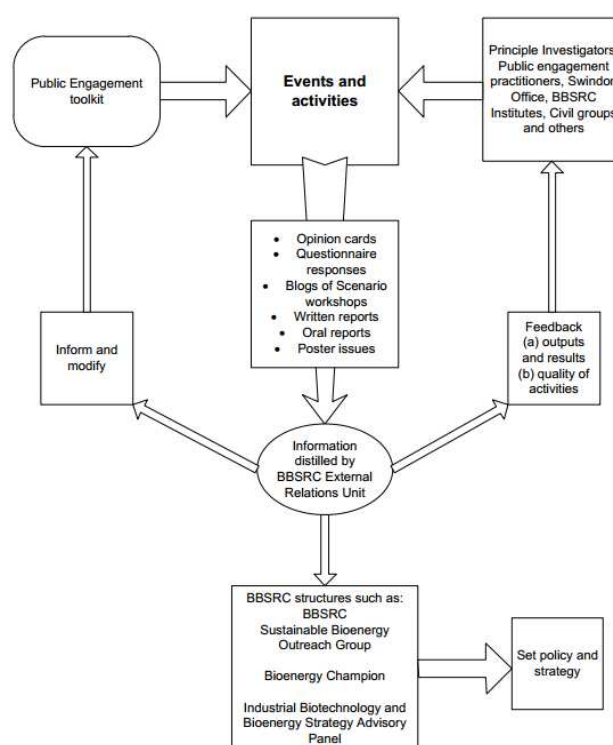 Public Engagement
toolkit
Events and
activities
Principle Investigators,
Public engagement
practitioners, Swindon
Office, BBSRC
Institutes, Civil groups
and others
• Opinion cards
• Questionnaire
responses
• Blogs of Scenario
workshops
• Written reports
• Oral reports
• Poster issues
Inform and
modify
Feedback
(a) outputs
and results
(b) quality of
activities
Information
distilled by
BBSRC External
Relations Unit
BBSRC structures such as:
BBSRC
Sustainable Bioenergy
Outreach Group
Bioenergy Champion
Industrial Biotechnology and
Bioenergy Strategy Advisory
Panel
Set policy and
strategy